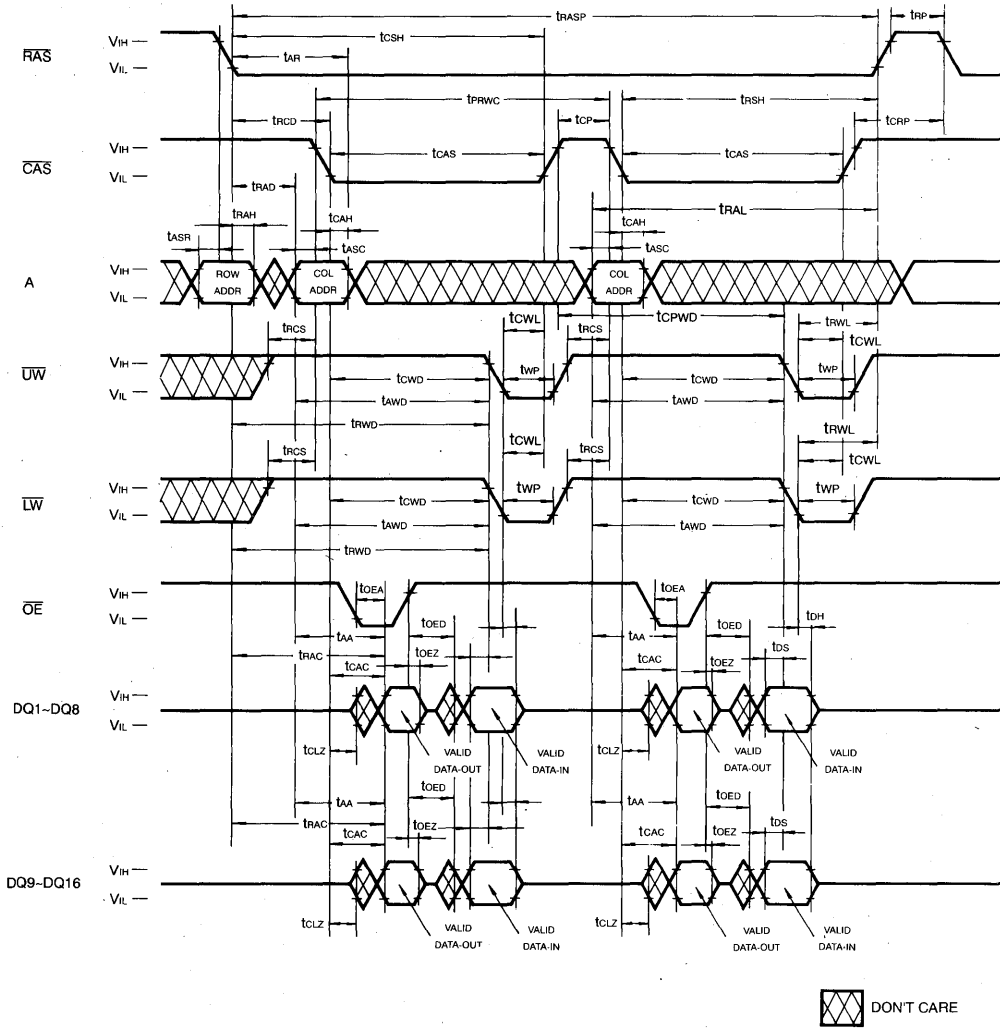 tRASP
tRP
tCSH
tAR
RAS
VIH
VIL
tPRWC
tRSH
tRCD
tCP
tCRP
CAS
VIH
VIL
tCAS
tCAS
tRAD
tRAL
tRAH
tCAH
tCAH
tASR
tASC
tASC
A
VIH
VIL
ROW
ADDR
COL
ADDR
COL
ADDR
tCWL
tCPWD
tRWL
tRCS
tRCS
tCWL
UW
VIH
VIL
tCWD
tWP
tCWD
tWP
tAWD
tAWD
tRWD
tRWL
tCWL
tRCS
tRCS
tCWL
LW
VIH
VIL
tCWD
tWP
tCWD
tWP
tAWD
tAWD
tRWD
OE
VIH
VIL
tOEA
tOEA
tOED
tOED
tDH
tAA
tAA
tRAC
tOEZ
tOEZ
tDS
tCAC
tCAC
DQ1~DQ8
VIH
VIL
tCLZ
VALID
DATA-OUT
VALID
DATA-IN
tCLZ
VALID
DATA-OUT
VALID
DATA-IN
tOED
tOED
tAA
tAA
tRAC
tCAC
tOEZ
tCAC
tOEZ
tDS
DQ9~DQ16
VIH
VIL
tCLZ
VALID
DATA-OUT
VALID
DATA-IN
tCLZ
VALID
DATA-OUT
VALID
DATA-IN
DON'T CARE